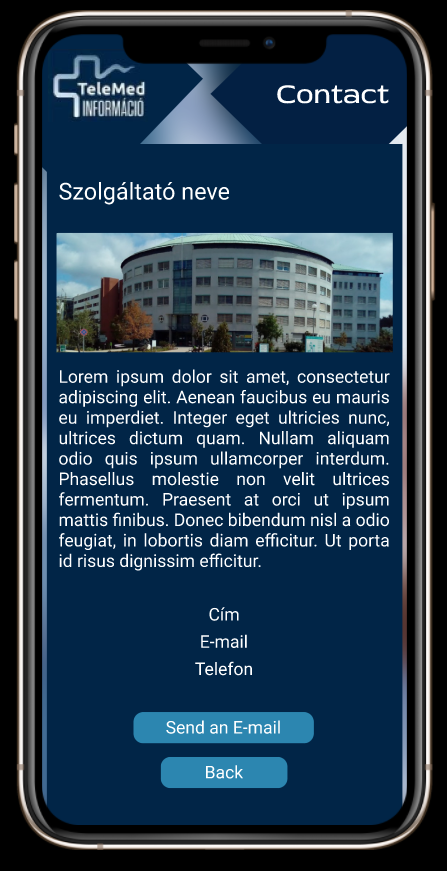 TeleMed
INFORMÁCIÓ
Contact
Szolgáltató neve
Lorem ipsum dolor sit amet, consectetur
adipiscing elit. Aenean faucibus eu mauris
eu imperdiet. Integer eget ultricies nunc,
ultrices dictum quam. Nullam aliquam
odio quis ipsum ullamcorper interdum.
Phasellus molestie non velit ultrices
fermentum. Praesent at orci ut ipsum
mattis finibus. Donec bibendum nisl a odio
feugiat, in lobortis diam efficitur. Ut porta
id risus dignissim efficitur.
Cím
E-mail
Telefon
Send an E-mail
Back